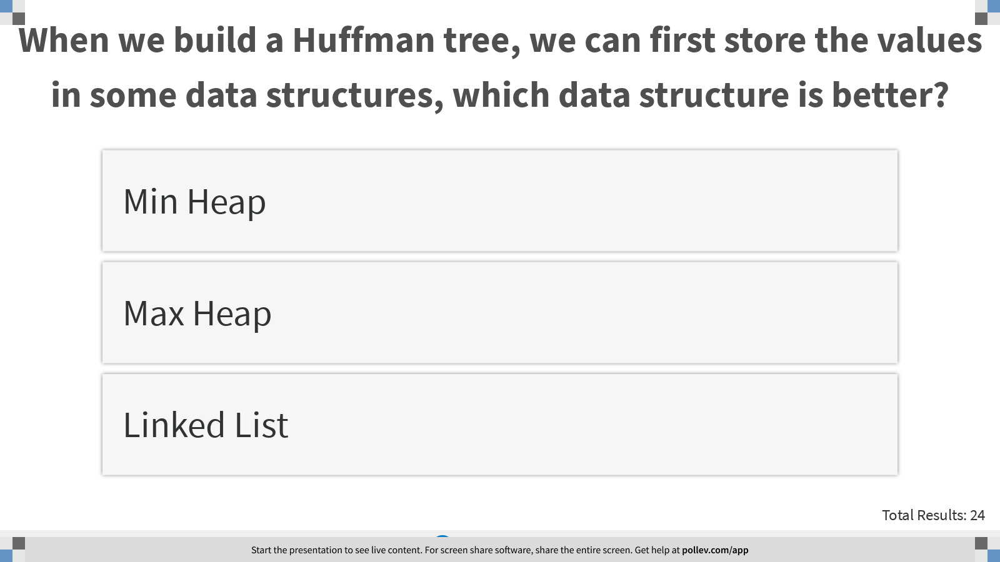 When we build a Huffman tree, we can first store the values
in some data structures, which data structure is better?
Min Heap
Max Heap
Linked List
Total Results: 24
Start the presentation to see live content. For screen share software, share the entire screen. Get help at pollev.com/app